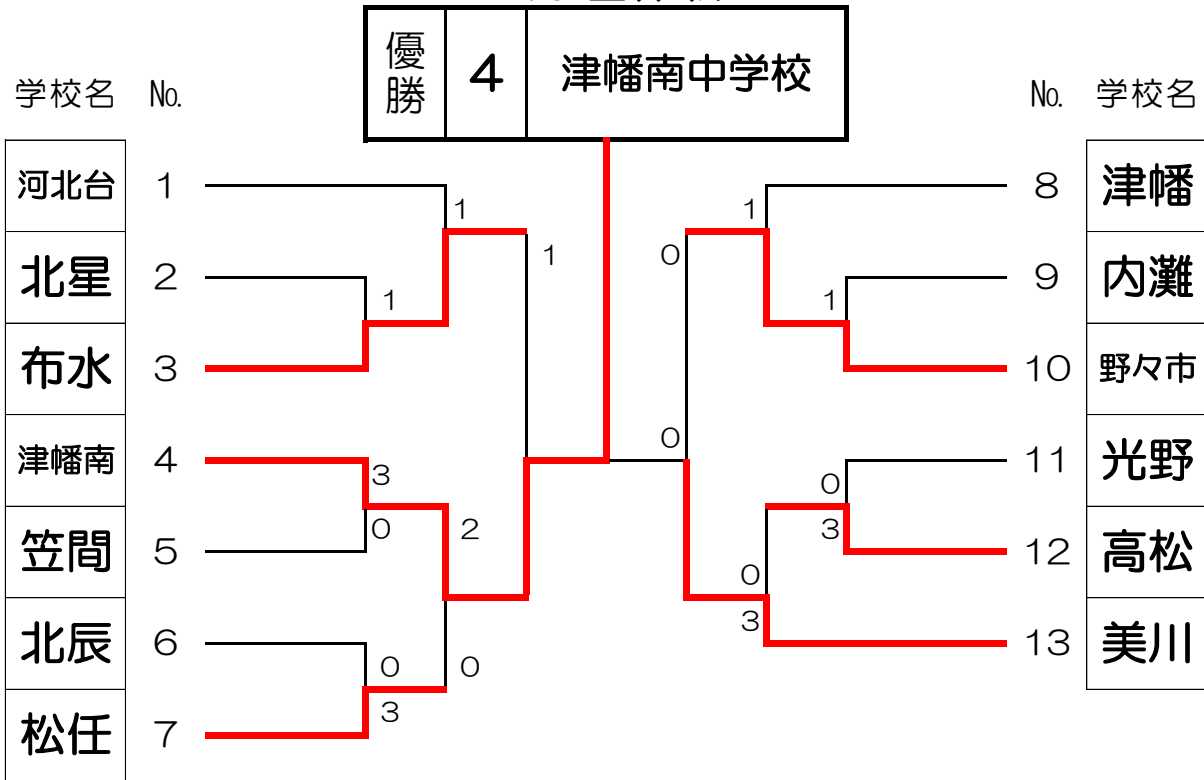 優勝 4 津幡南中学校
学校名 No.
No. 学校名
河北台 1
北星 2
布水 3
津幡南 4
笠間 5
北辰 6
松任 7
8 津幡
9 内灘
10 野々市
11 光野
12 高松
13 美川
1
1
1
3
0
2
0
3
0
1
0
1
0
0
3
0
3